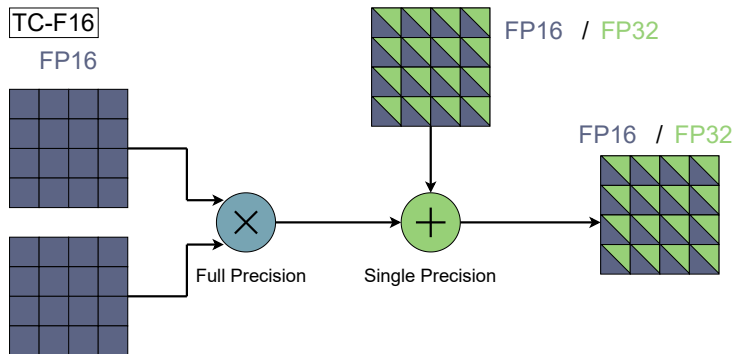 TC-F16
FP16
FP16 / FP32
FP16 / FP32
Full Precision
Single Precision